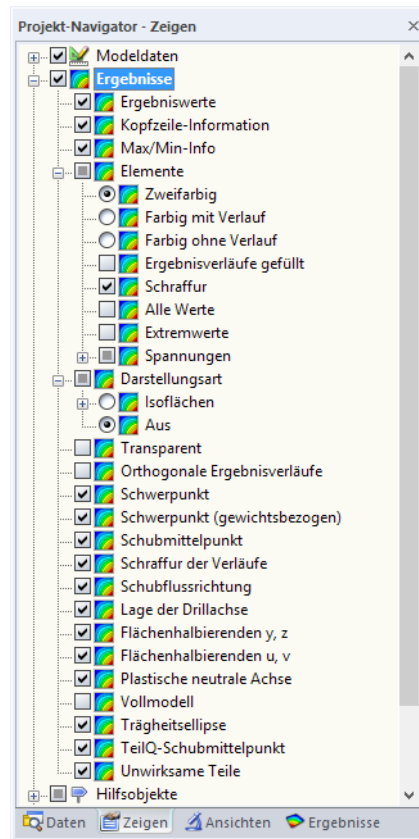 Projekt-Navigator - Zeigen
Modeldaten
Ergebnisse
Ergebniswerte
Kopfzeile-Information
Max/Min-Info
Elemente
Zweifarbig
Farbig mit Verlauf
Farbig ohne Verlauf
Ergebnisverläufe gefüllt
Schraffur
Alle Werte
Extremwerte
Spannungen
Darstellungsart
Isoflächen
Aus
Transparent
Orthogonale Ergebnisverläufe
Schwerpunkt
Schwerpunkt (gewichtsbezogen)
Schubmittelpunkt
Schraffur der Verläufe
Schubflussrichtung
Lage der Drillachse
Flächenhalbierenden y, z
Flächenhalbierenden u, v
Plastische neutrale Achse
Vollmodell
Trägheitsellipse
TeilQ-Schubmittelpunkt
Unwirksame Teile
Hilfsobjekte
Daten Zeigen Ansichten Ergebnisse